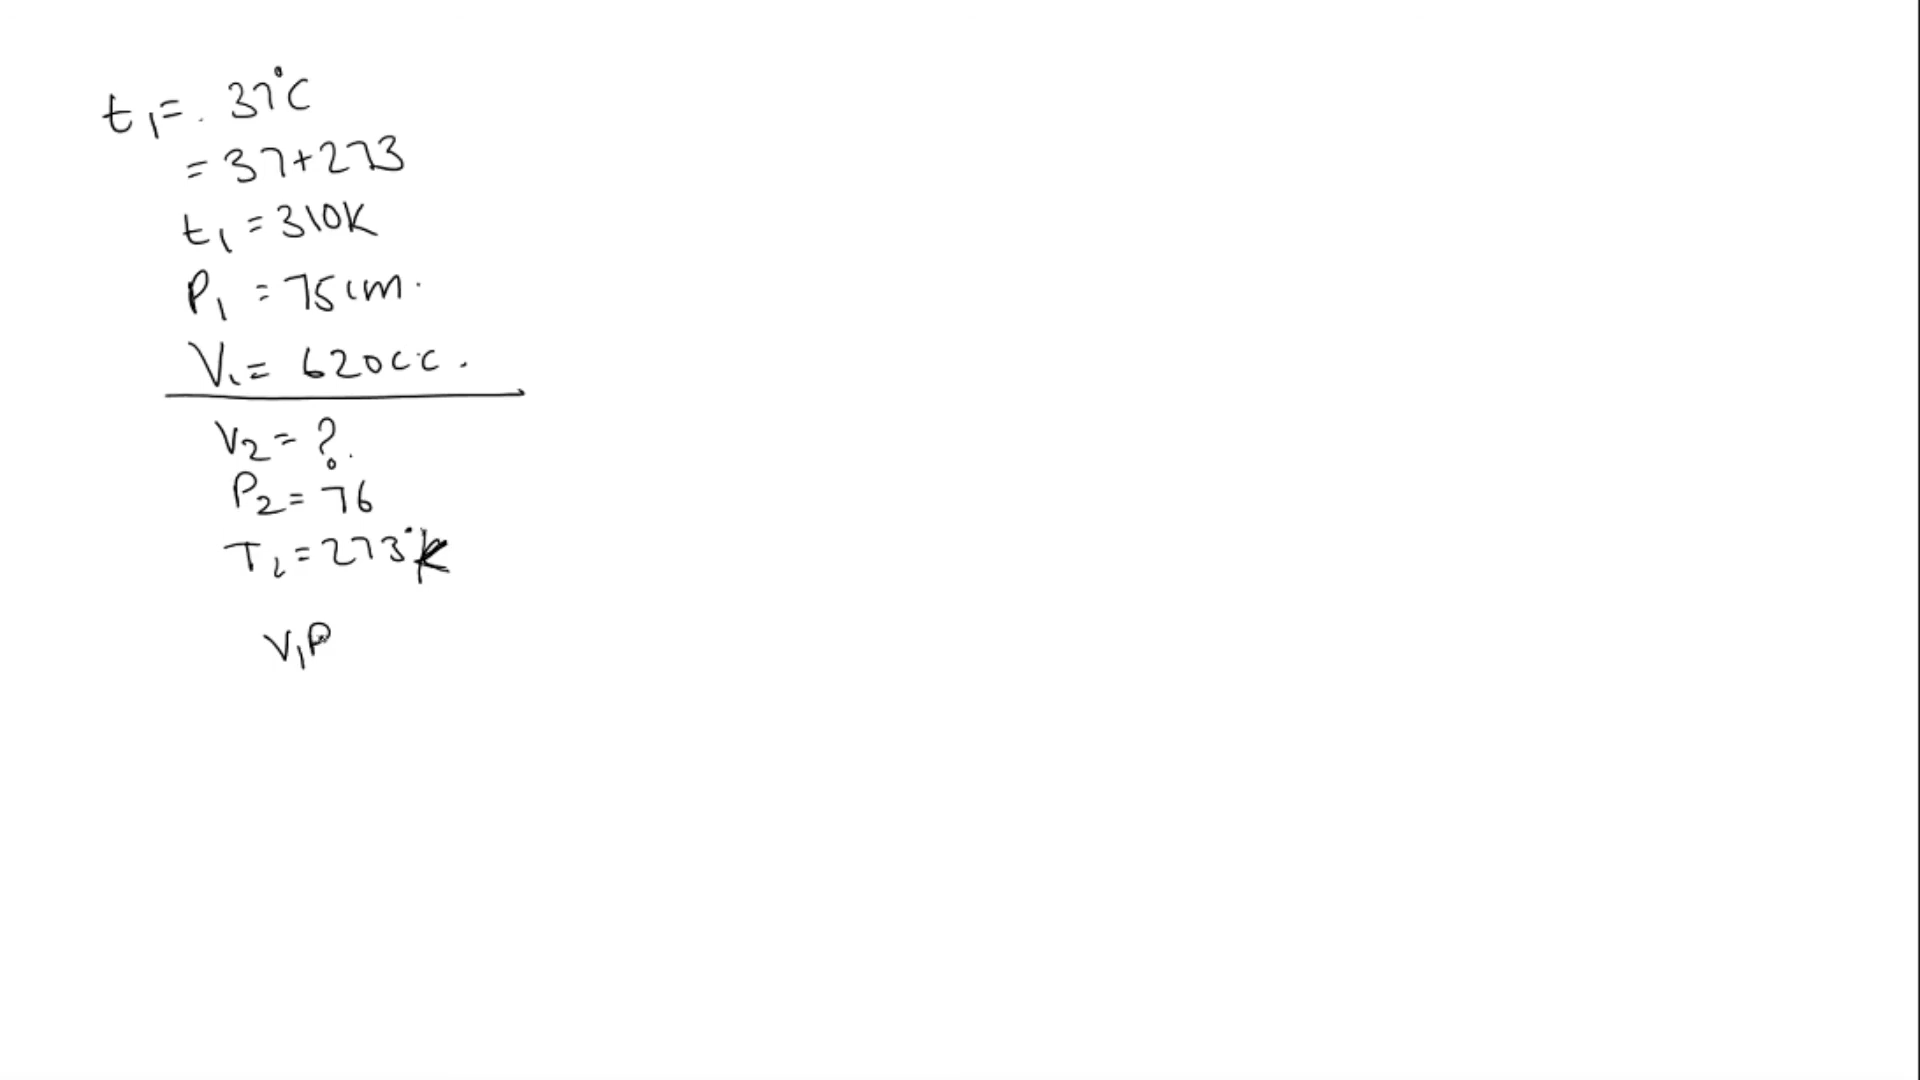 t₁ = . 37°C
= 37+273
t₁ = 310K
P₁ = 75cm.
V₁ = 620cc.
V₂ = ?.
P₂ = 76
T₂ = 273°K
V₁P